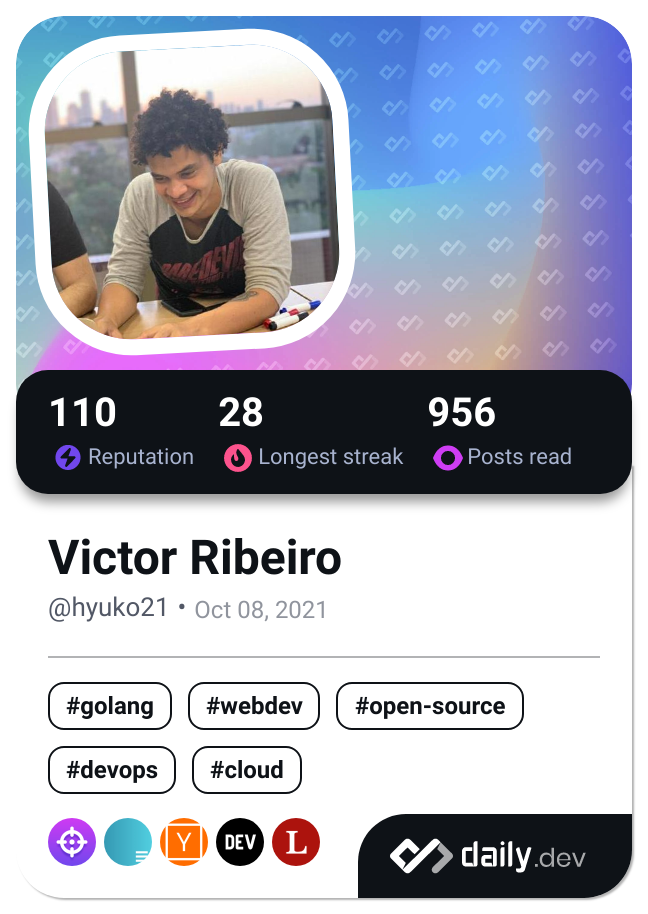 DAREDEVIL
110
28
956
Reputation
Longest streak
Posts read
Victor Ribeiro
@hyuko21 • Oct 08, 2021
#golang
#webdev
#open-source
#devops
#cloud
Y
DEV
L
daily.dev